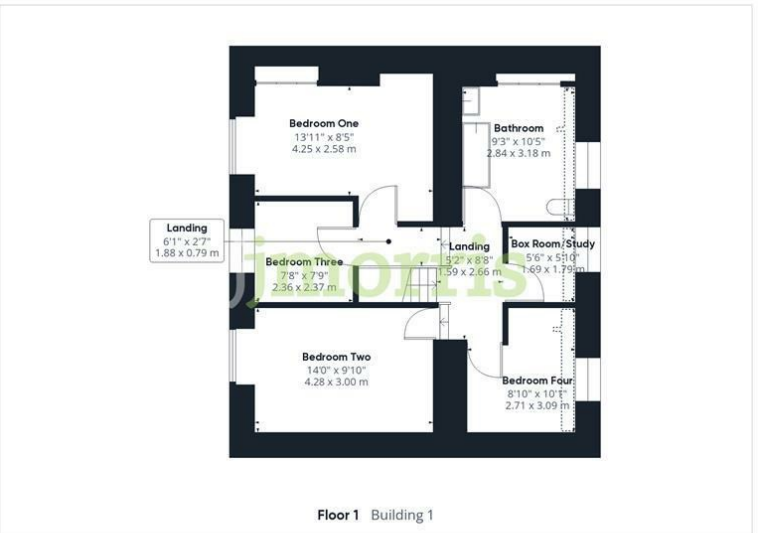 Bedroom One
13'11" x 8'5"
4.25 x 2.58 m
Bathroom
9'3" x 10'5"
2.84 x 3.18 m
Landing
6'1" x 2'7"
1.88 x 0.79 m
Landing
5'2" x 8'8"
1.59 x 2.66 m
Box Room/Study
5'6" x 5'10"
1.69 x 1.79 m
Bedroom Three
7'8" x 7'9"
2.36 x 2.37 m
jjmorris
Bedroom Two
14'0" x 9'10"
4.28 x 3.00 m
Bedroom Four
8'10" x 10'1"
2.71 x 3.09 m
Floor 1 Building 1